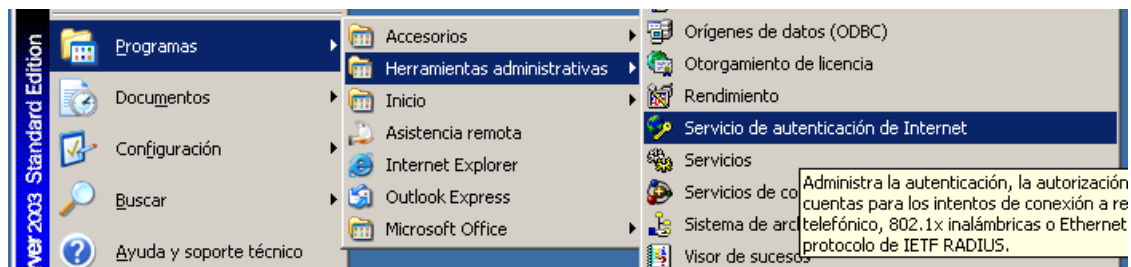 ver 2003 Standard Edition
Programas
Documentos
Configuración
Buscar
Ayuda y soporte técnico
Accesorios
Herramientas administrativas
Inicio
Asistencia remota
Internet Explorer
Outlook Express
Microsoft Office
Orígenes de datos (ODBC)
Otorgamiento de licencia
Rendimiento
Servicio de autenticación de Internet
Servicios
Servicios de co
Sistema de arcl
Visor de sucesos
Administra la autenticación, la autorización
cuentas para los intentos de conexión a re
telefónico, 802.1x inalámbricas o Ethernet
protocolo de IETF RADIUS.